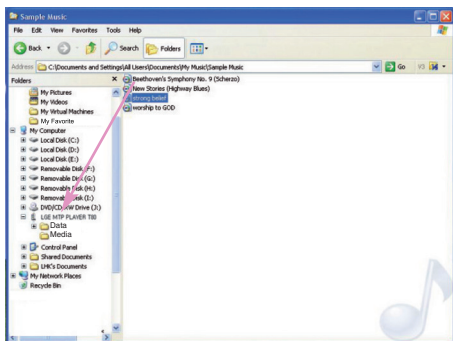 Sample Music
File Edit View Favorites Tools Help
Back Search Folders
Address C:\Documents and Settings\All Users\Documents\My Music\Sample Music Go
Folders
My Pictures
My Videos
My Virtual Machines
My Favorite
My Computer
Local Disk (C:)
Local Disk (D:)
Local Disk (E:)
Removable Disk (F:)
Removable Disk (G:)
Removable Disk (H:)
Removable Disk (I:)
DVD/CD-RW Drive (J:)
LGE MTP PLAYER T80
Data
Media
Control Panel
Shared Documents
LHK's Documents
My Network Places
Recycle Bin
Beethoven's Symphony No. 9 (Scherzo)
New Stories (Highway Blues)
strong belief
worship to GOD